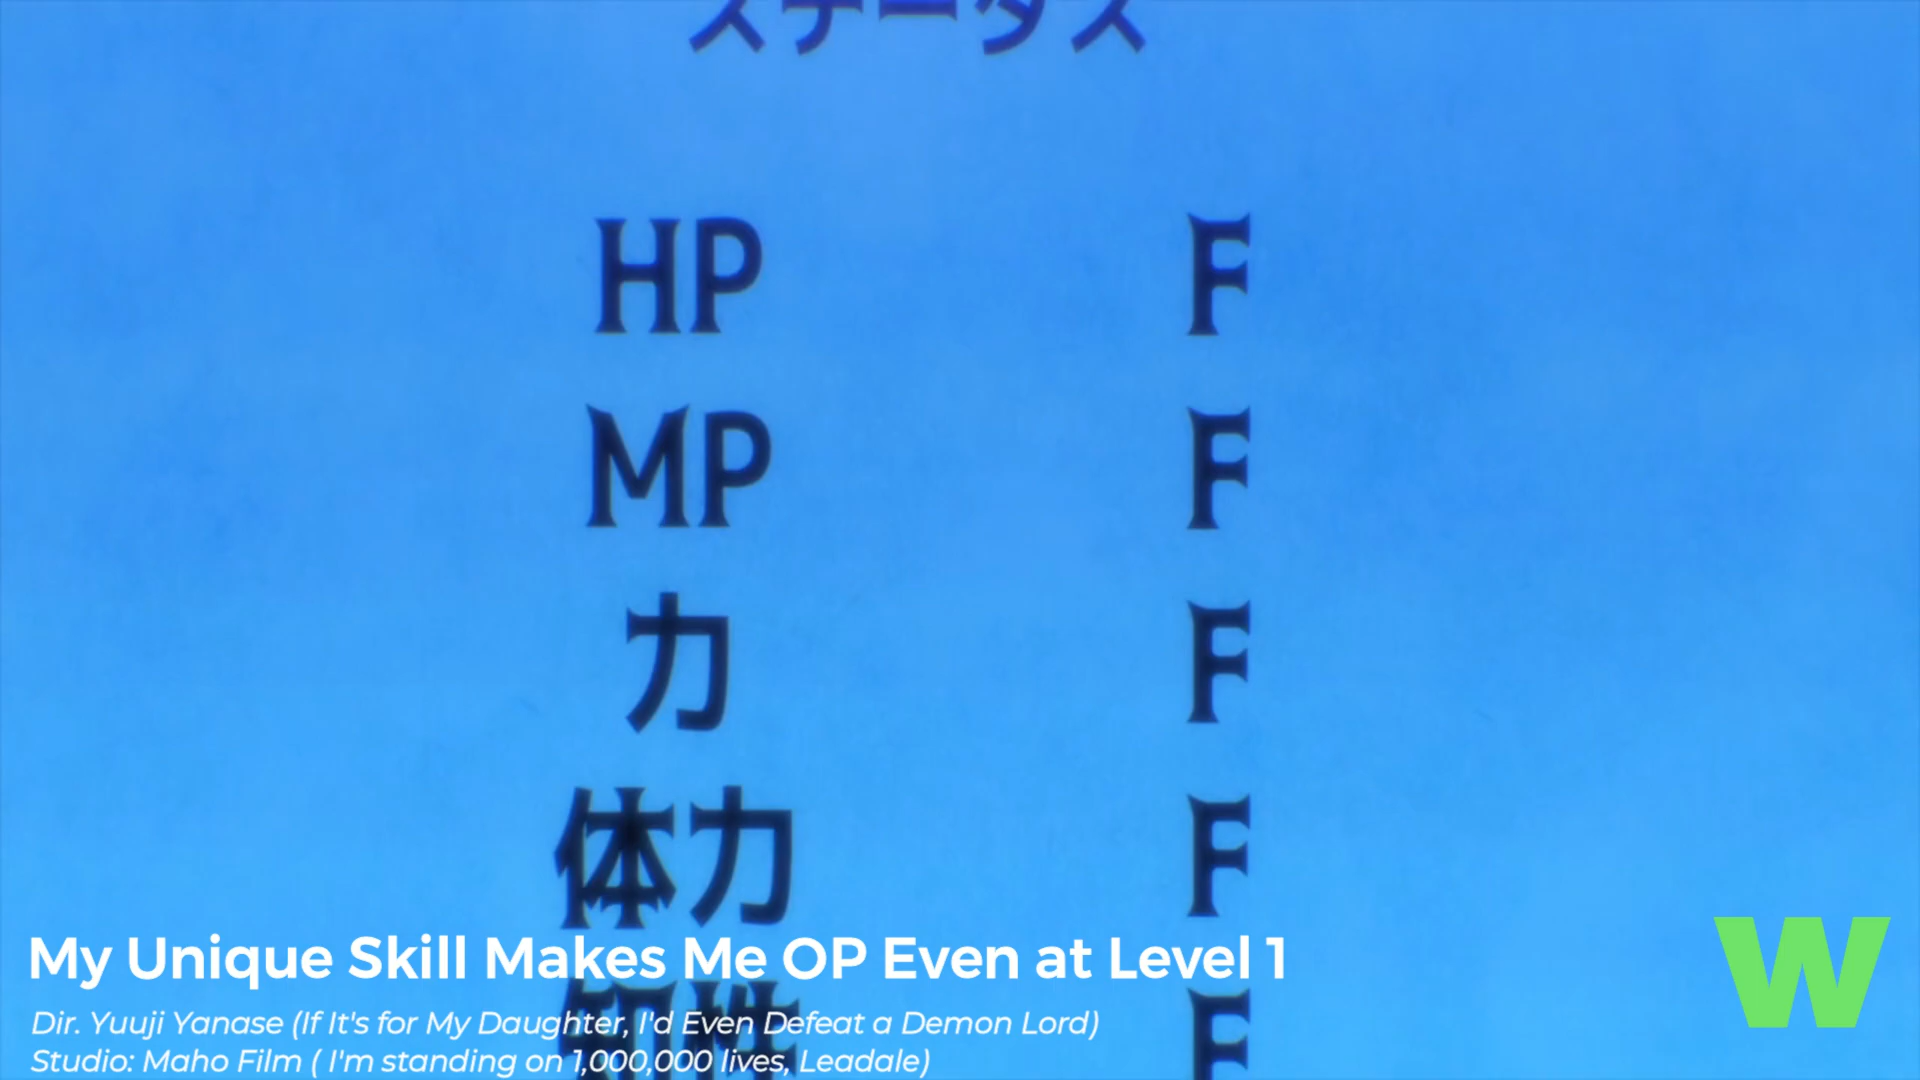 ステータス
HP F
MP F
力 F
体力 F
知性 F
My Unique Skill Makes Me OP Even at Level 1
Dir. Yuuji Yanase (If It's for My Daughter, I'd Even Defeat a Demon Lord)
Studio: Maho Film ( I'm standing on 1,000,000 lives, Leadale)
W